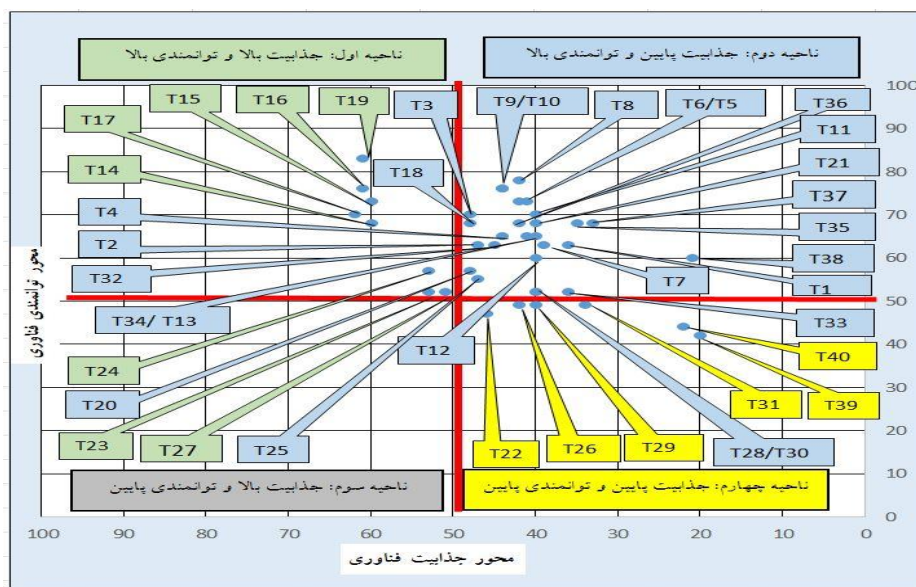 ناحیه اول: جذابیت بالا و توانمندی بالا
ناحیه دوم: جذابیت پایین و توانمندی بالا
T15
T16
T19
T3
T9/T10
T8
T6/T5
T36
T17
T11
T14
T18
T21
T4
T37
T2
T35
T32
T38
T7
T1
T34/ T13
T12
T33
T24
T40
T20
T31
T39
T23
T27
T25
T22
T26
T29
T28/T30
ناحیه سوم: جذابیت بالا و توانمندی پایین
ناحیه چهارم: جذابیت پایین و توانمندی پایین
100
90
80
70
60
50
40
30
20
10
0
100 90 80 70 60 50 40 30 20 10 0
محور توانمندی فناوری
محور جذابیت فناوری